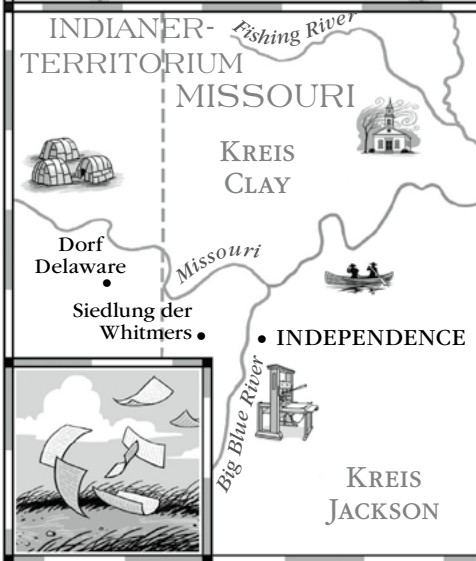 INDIANER-
TERRITORIUM
Fishing River
MISSOURI
KREIS
CLAY
Dorf
Delaware
Missouri
Siedlung der
Whitmers
INDEPENDENCE
Big Blue River
KREIS
JACKSON